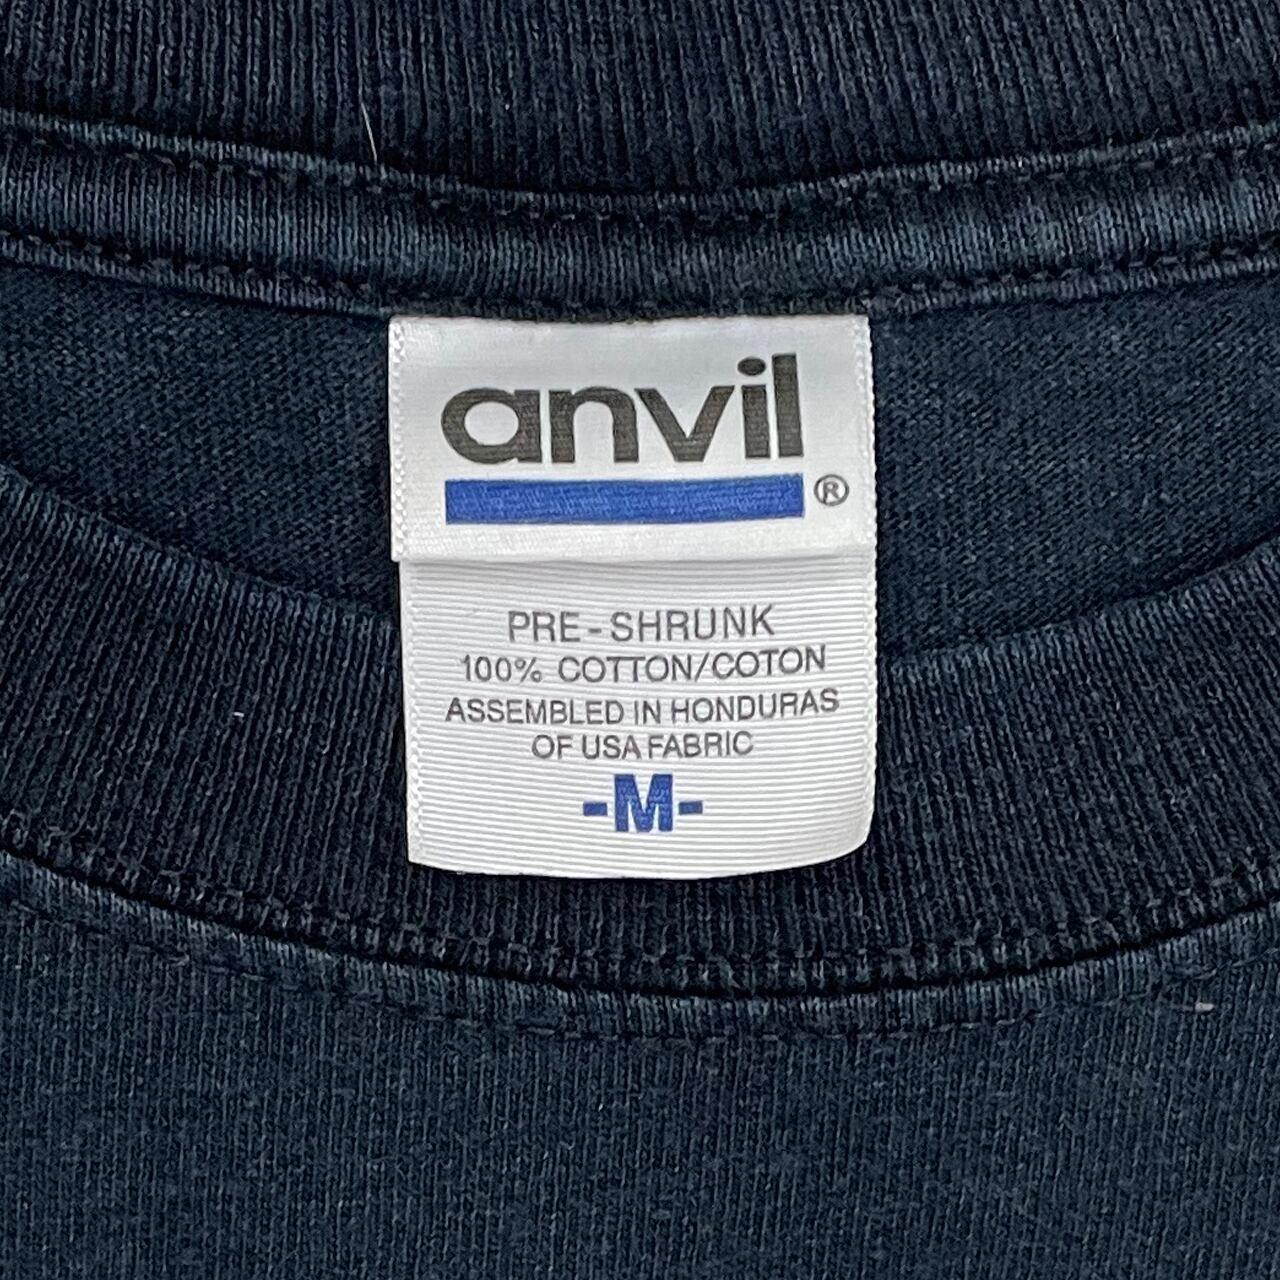 anvil
®
PRE-SHRUNK
100% COTTON/COTON
ASSEMBLED IN HONDURAS
OF USA FABRIC
-M-